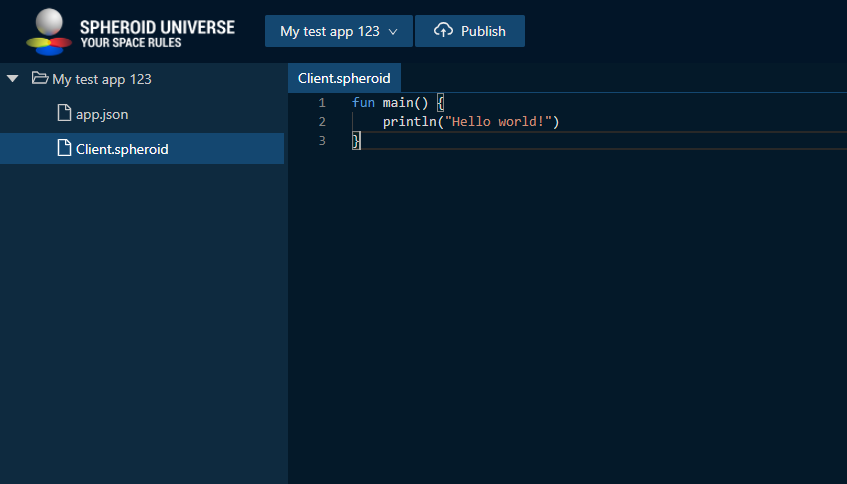 SPHEROID UNIVERSE
YOUR SPACE RULES
My test app 123
Publish
My test app 123
app.json
Client.spheroid
Client.spheroid
1 fun main() {
2     println("Hello world!")
3 }